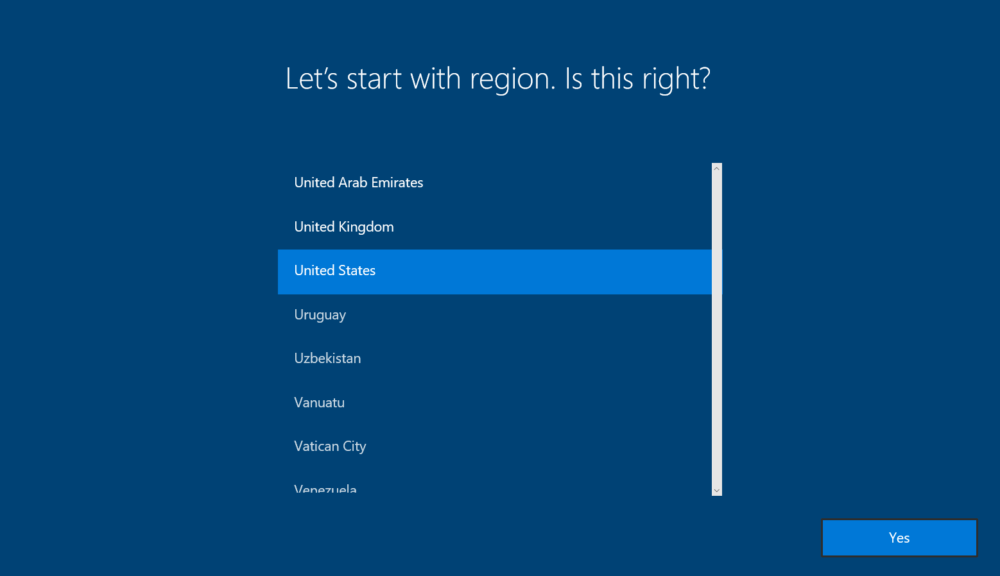 Let’s start with region. Is this right?
United Arab Emirates
United Kingdom
United States
Uruguay
Uzbekistan
Vanuatu
Vatican City
Venezuela
Yes